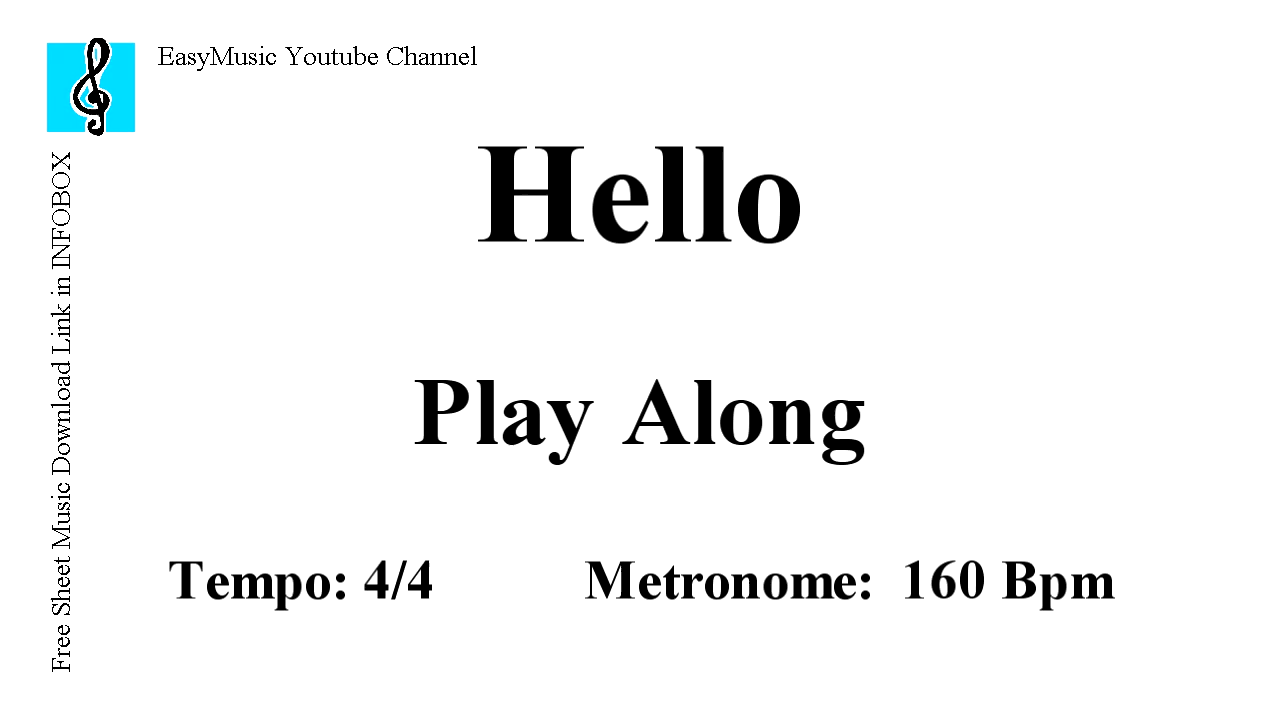 EasyMusic Youtube Channel
Hello
Play Along
Tempo: 4/4 Metronome: 160 Bpm
Free Sheet Music Download Link in INFOBOX